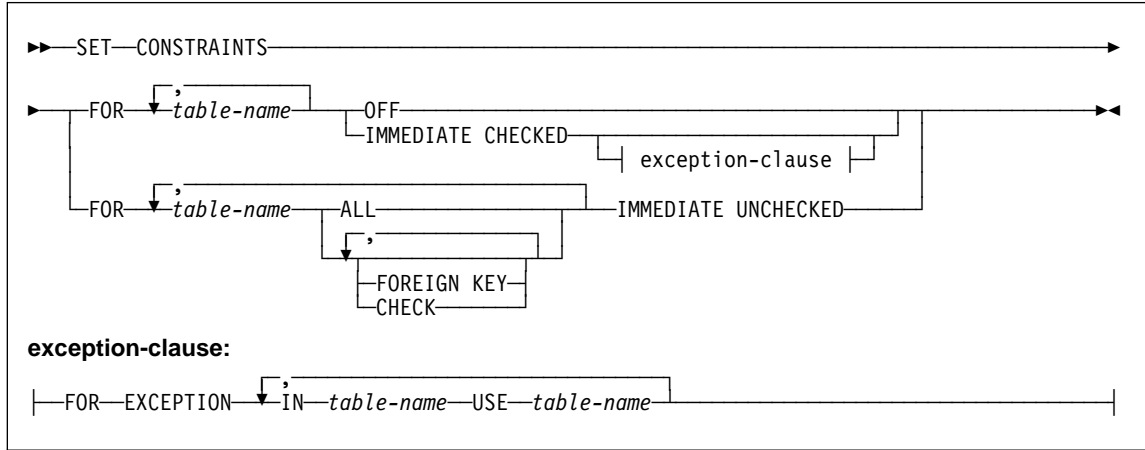 SET CONSTRAINTS
,
FOR table-name OFF
IMMEDIATE CHECKED
exception-clause
,
FOR table-name ALL IMMEDIATE UNCHECKED
,
FOREIGN KEY
CHECK
exception-clause:
,
FOR EXCEPTION IN table-name USE table-name